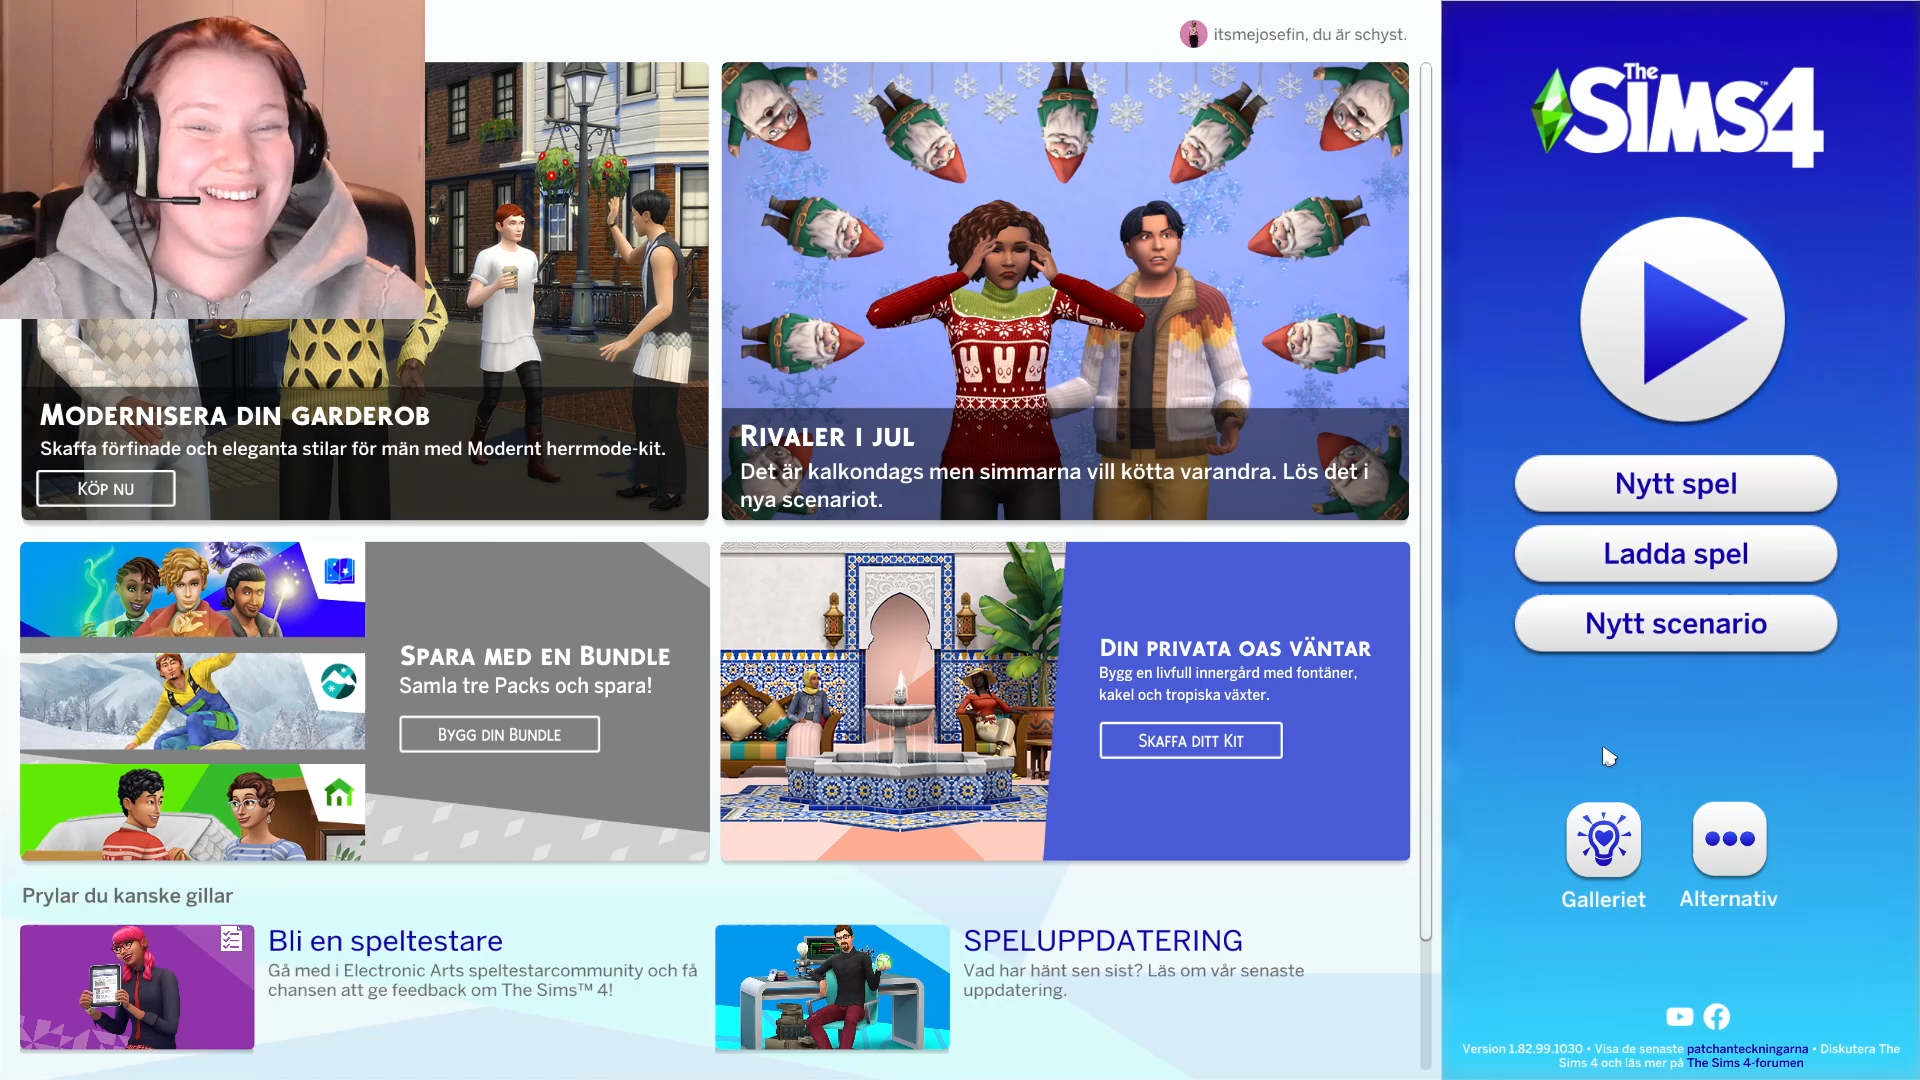 itsmejosefin, du är schyst.
MODERNISERA DIN GARDEROB
Skaffa förfinade och eleganta stilar för män med Modernt herrmode-kit.
KÖP NU
RIVALER I JUL
Det är kalkondags men simmarna vill kötta varandra. Lös det i
nya scenariot.
SPARA MED EN BUNDLE
Samla tre Packs och spara!
BYGG DIN BUNDLE
DIN PRIVATA OAS VÄNTAR
Bygg en livfull innergård med fontäner,
kakel och tropiska växter.
SKAFFA DITT KIT
Prylar du kanske gillar
Bli en speltestare
Gå med i Electronic Arts speltestarcommunity och få
chansen att ge feedback om The Sims™ 4!
SPELUPPDATERING
Vad har hänt sen sist? Läs om vår senaste
uppdatering.
The
SiMS4™
Nytt spel
Ladda spel
Nytt scenario
Galleriet
Alternativ
Version 1.82.99.1030 • Visa de senaste patchanteckningarna • Diskutera The
Sims 4 och läs mer på The Sims 4-forumen